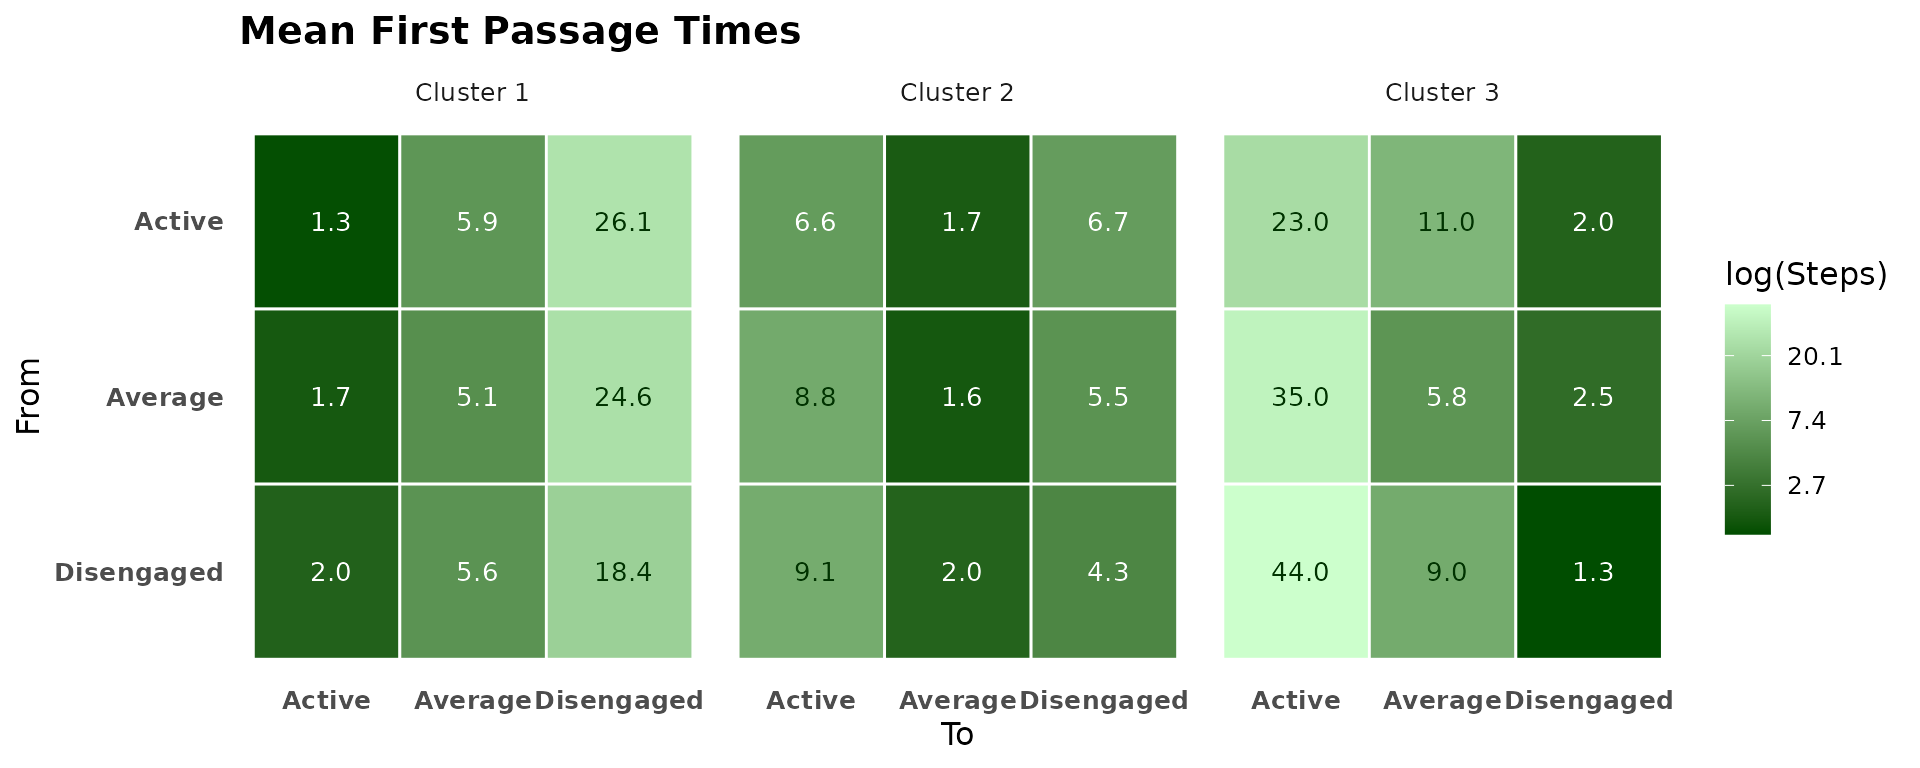 Mean First Passage Times
Cluster 1 Cluster 2 Cluster 3
Active 1.3 5.9 26.1 6.6 1.7 6.7 23.0 11.0 2.0
Average 1.7 5.1 24.6 8.8 1.6 5.5 35.0 5.8 2.5
Disengaged 2.0 5.6 18.4 9.1 2.0 4.3 44.0 9.0 1.3
Active Average Disengaged Active Average Disengaged Active Average Disengaged
From
To
log(Steps)
20.1
7.4
2.7